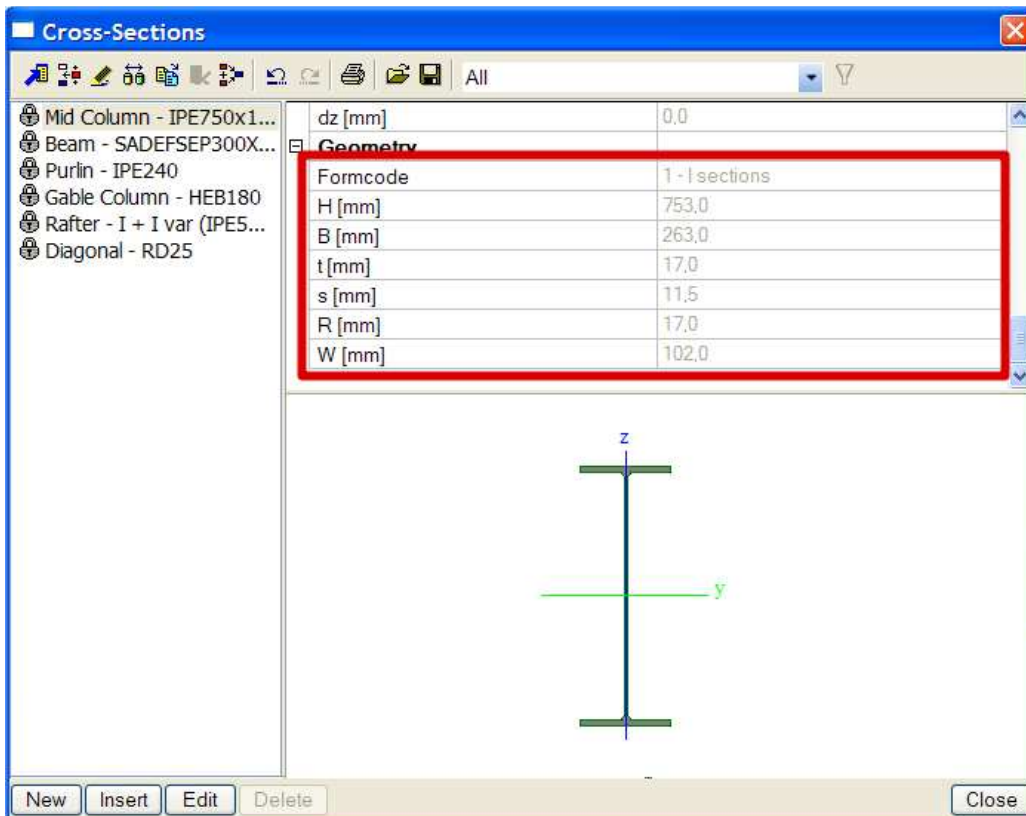 Cross-Sections
All
Mid Column - IPE750x1...
Beam - SADEFSEP300X...
Purlin - IPE240
Gable Column - HEB180
Rafter - I + I var (IPE5...
Diagonal - RD25
dz [mm] 0,0
Geometry
Formcode 1 - I sections
H [mm] 753,0
B [mm] 263,0
t [mm] 17,0
s [mm] 11,5
R [mm] 17,0
W [mm] 102,0
z
y
New Insert Edit Delete Close